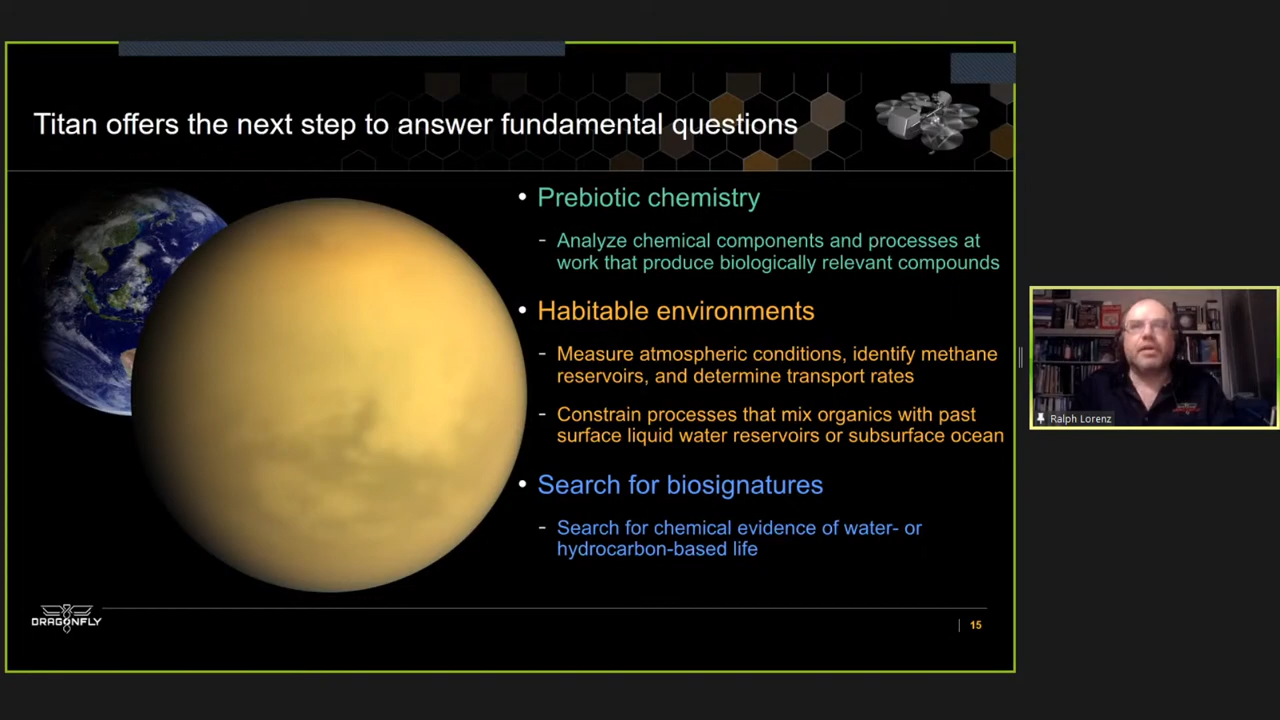 Titan offers the next step to answer fundamental questions
• Prebiotic chemistry
- Analyze chemical components and processes at
work that produce biologically relevant compounds
• Habitable environments
- Measure atmospheric conditions, identify methane
reservoirs, and determine transport rates
- Constrain processes that mix organics with past
surface liquid water reservoirs or subsurface ocean
• Search for biosignatures
- Search for chemical evidence of water- or
hydrocarbon-based life
DRAGONFLY
15
Ralph Lorenz